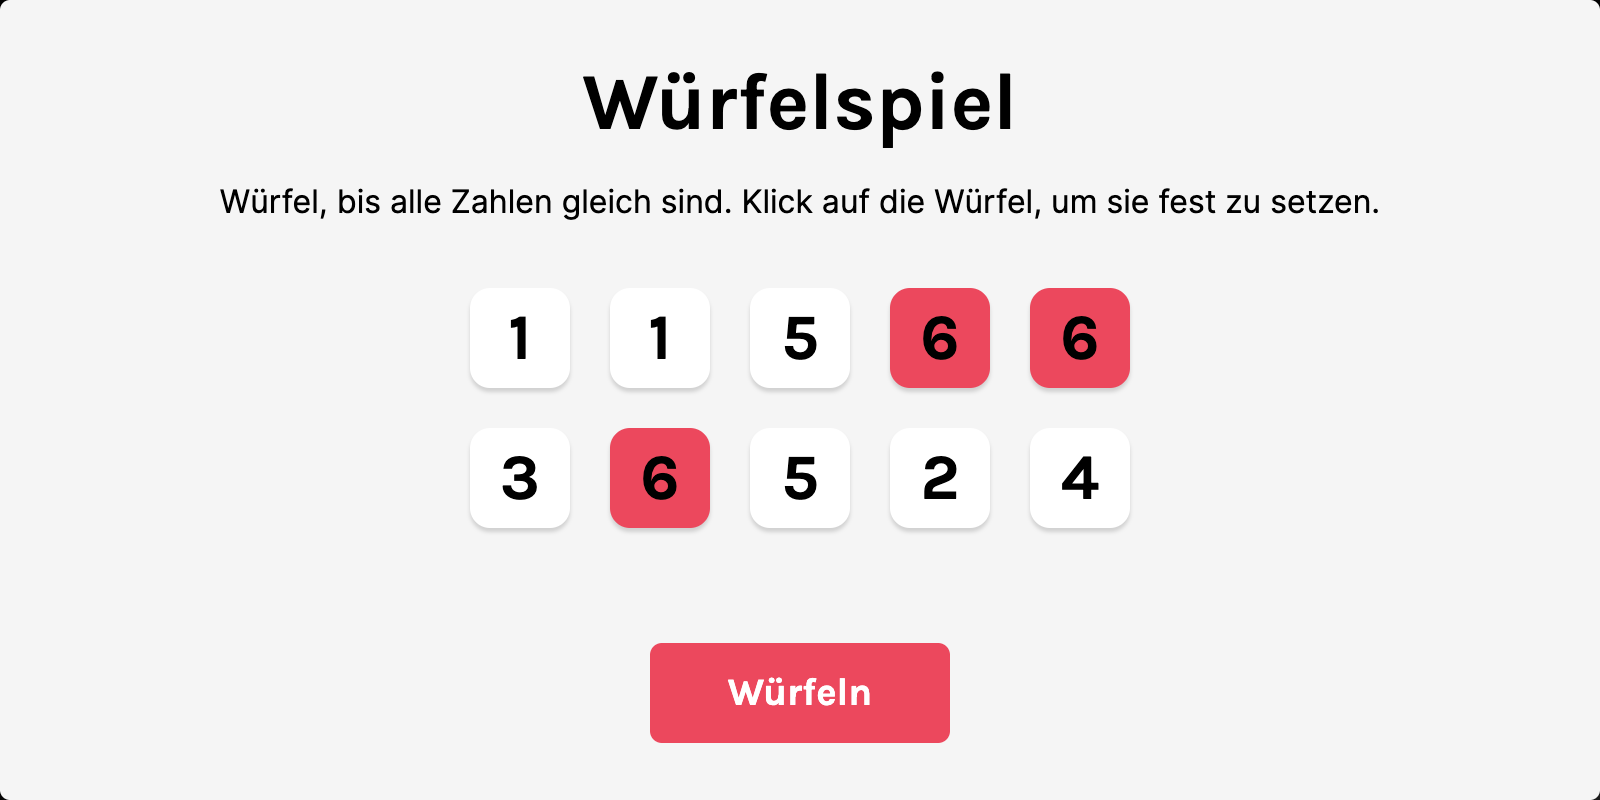 Würfelspiel
Würfel, bis alle Zahlen gleich sind. Klick auf die Würfel, um sie fest zu setzen.
1 1 5 6 6
3 6 5 2 4
Würfeln